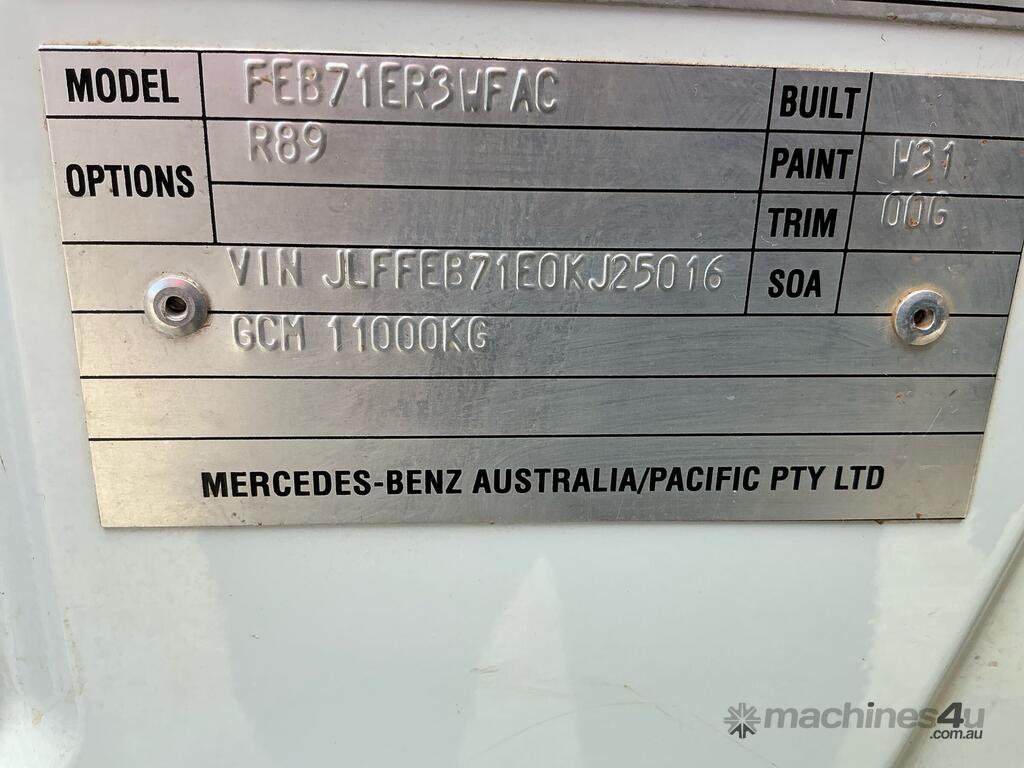 MODEL FEB71ER3WFAC BUILT
OPTIONS R89 PAINT W31
TRIM 00G
VIN JLFFEB71E0KJ25016 SOA
GCM 11000KG
MERCEDES-BENZ AUSTRALIA/PACIFIC PTY LTD
machines4u
.com.au